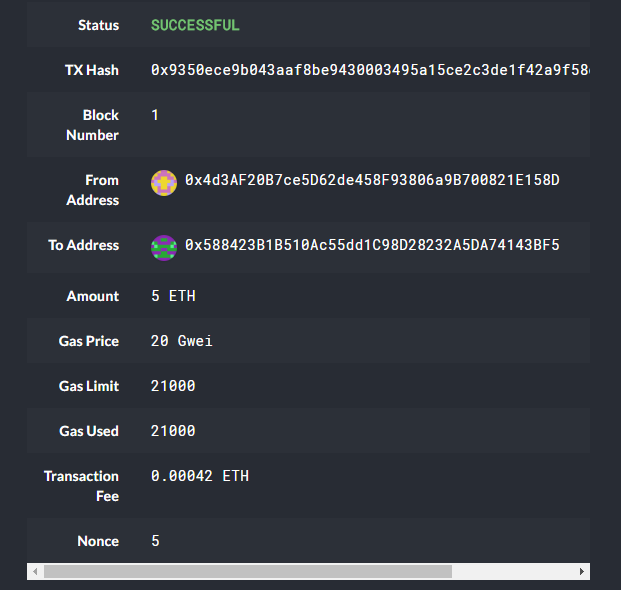 Status SUCCESSFUL
TX Hash 0x9350ece9b043aaf8be9430003495a15ce2c3de1f42a9f58
Block Number 1
From Address 0x4d3AF20B7ce5D62de458F93806a9B700821E158D
To Address 0x588423B1B510Ac55dd1C98D28232A5DA74143BF5
Amount 5 ETH
Gas Price 20 Gwei
Gas Limit 21000
Gas Used 21000
Transaction Fee 0.00042 ETH
Nonce 5